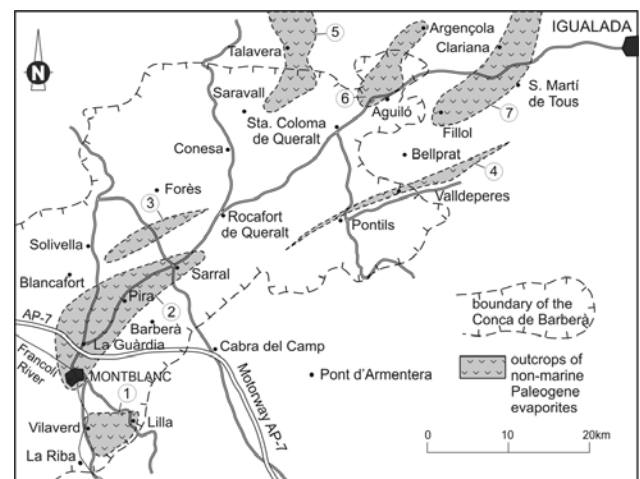 N
5
Argençola
Talavera
Clariana
IGUALADA
Saravall
6
S. Martí
de Tous
Aguiló
7
Sta. Coloma
de Queralt
Fillol
Conesa
Bellprat
4
Forès
Valldeperes
3
Rocafort
de Queralt
Pontils
Solivella
Sarral
Blancafort
Pira
2
AP-7
Barberà
La Guàrdia
Cabra del Camp
Francolí
River
MONTBLANC
Motorway AP-7
Pont d'Armentera
1
Lilla
Vilaverd
La Riba
boundary of the
Conca de Barberà
outcrops of
non-marine
Paleogene
evaporites
0 10 20km